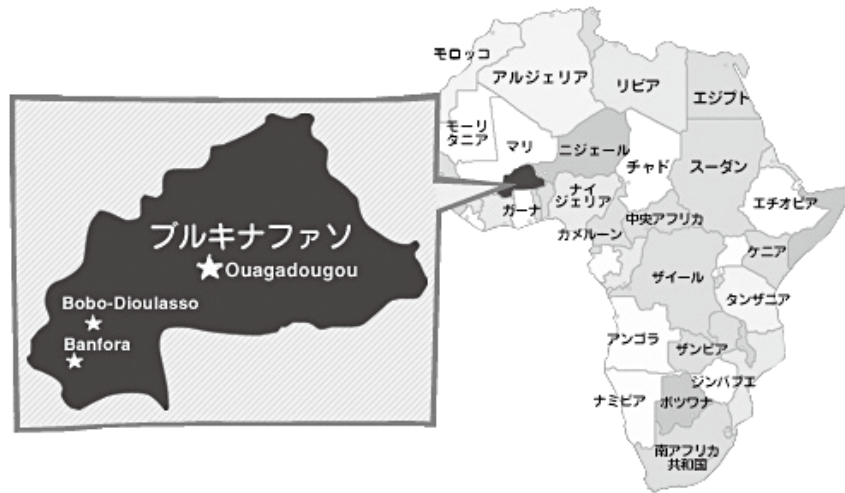 ブルキナファソ
Ouagadougou
Bobo-Dioulasso
Banfora
モロッコ
アルジェリア
リビア
エジプト
モーリ
タニア
マリ
ニジェール
チャド
スーダン
ナイ
ジェリア
エチオピア
ガーナ
中央アフリカ
カメルーン
ケニア
ザイール
タンザニア
アンゴラ
ザンビア
ジンバブエ
ナミビア
ボツワナ
南アフリカ
共和国